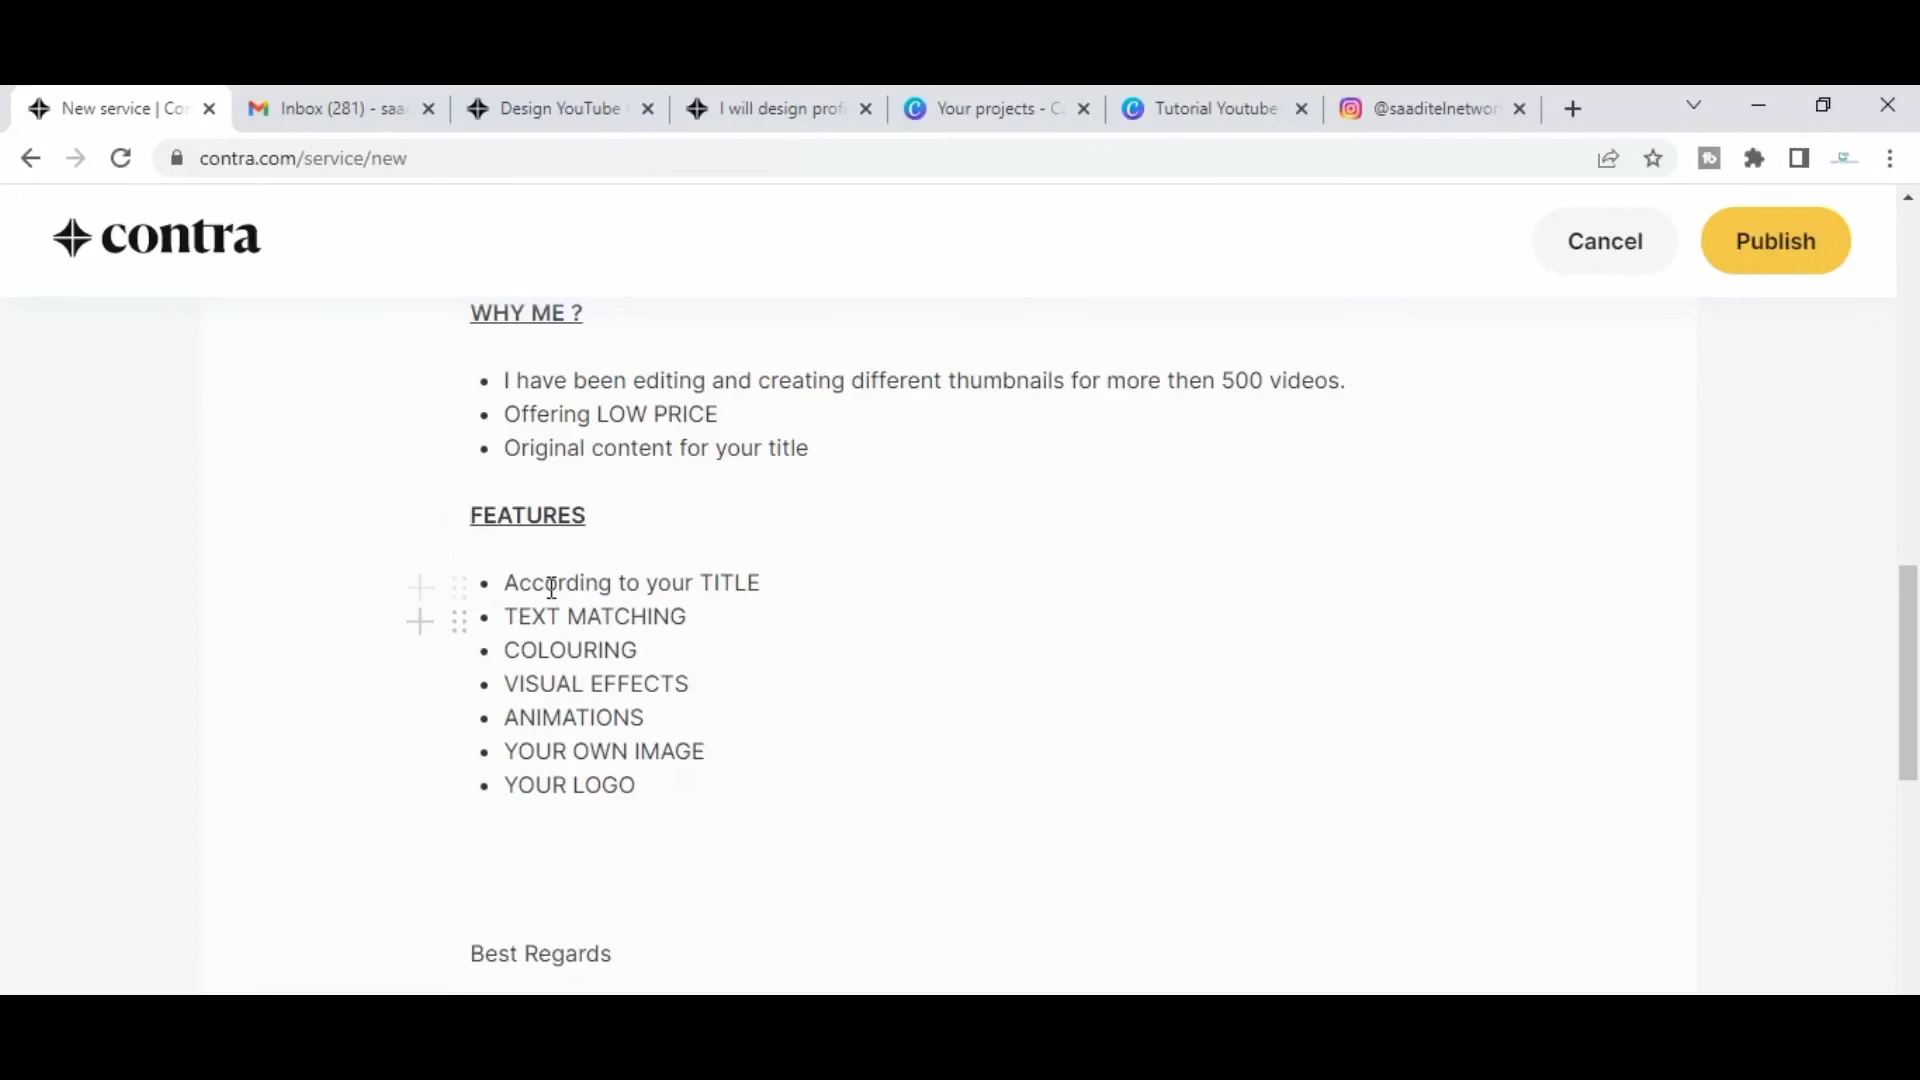 New service | Con
Inbox (281) - saa
Design YouTube
I will design prof
Your projects - C
Tutorial Youtube
@saaditelnetwor
contra.com/service/new
contra
Cancel
Publish
WHY ME ?
I have been editing and creating different thumbnails for more then 500 videos.
Offering LOW PRICE
Original content for your title
FEATURES
According to your TITLE
TEXT MATCHING
COLOURING
VISUAL EFFECTS
ANIMATIONS
YOUR OWN IMAGE
YOUR LOGO
Best Regards